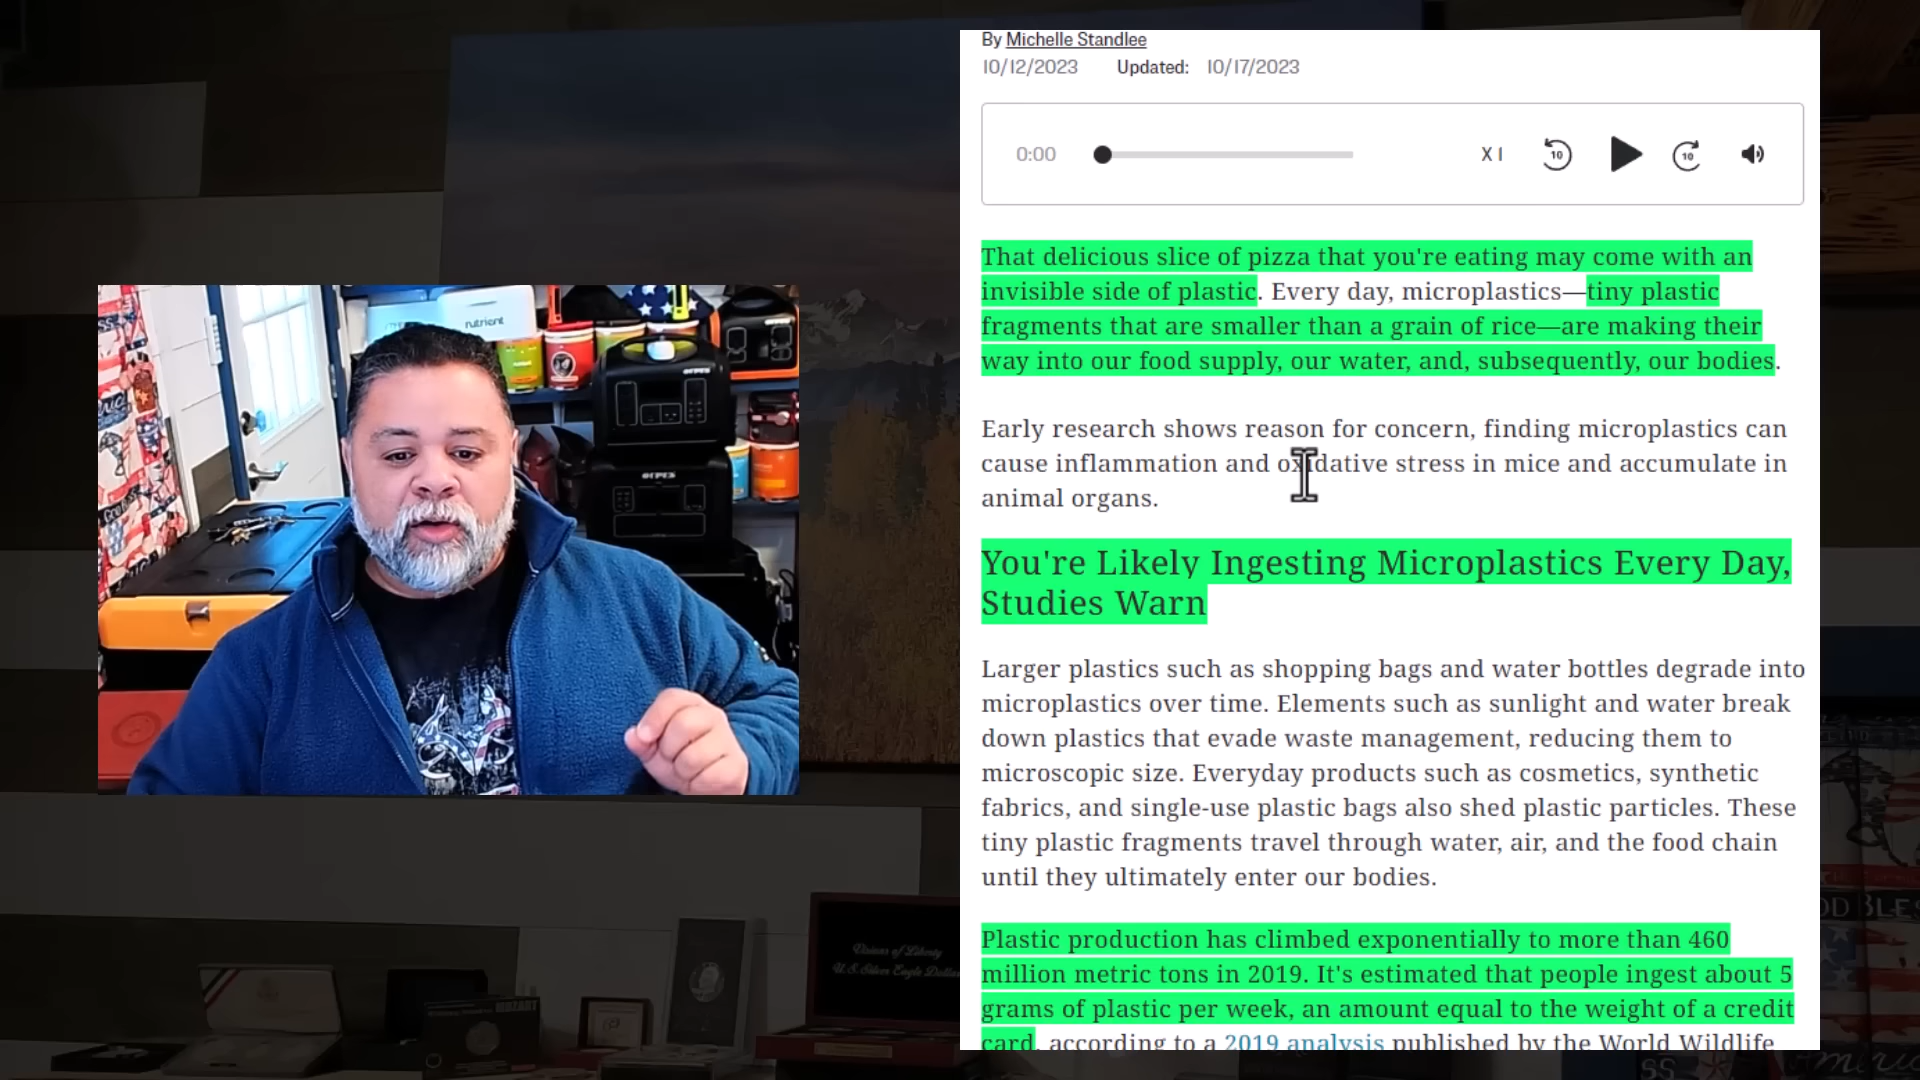 By Michelle Standlee
10/12/2023 Updated: 10/17/2023
0:00 X 1 10 10
That delicious slice of pizza that you're eating may come with an
invisible side of plastic. Every day, microplastics—tiny plastic
fragments that are smaller than a grain of rice—are making their
way into our food supply, our water, and, subsequently, our bodies.
Early research shows reason for concern, finding microplastics can
cause inflammation and oxidative stress in mice and accumulate in
animal organs.
You're Likely Ingesting Microplastics Every Day,
Studies Warn
Larger plastics such as shopping bags and water bottles degrade into
microplastics over time. Elements such as sunlight and water break
down plastics that evade waste management, reducing them to
microscopic size. Everyday products such as cosmetics, synthetic
fabrics, and single-use plastic bags also shed plastic particles. These
tiny plastic fragments travel through water, air, and the food chain
until they ultimately enter our bodies.
Plastic production has climbed exponentially to more than 460
million metric tons in 2019. It's estimated that people ingest about 5
grams of plastic per week, an amount equal to the weight of a credit
card, according to a 2019 analysis published by the World Wildlife
nutrient
Visions of Liberty
U.S. Silver Eagle